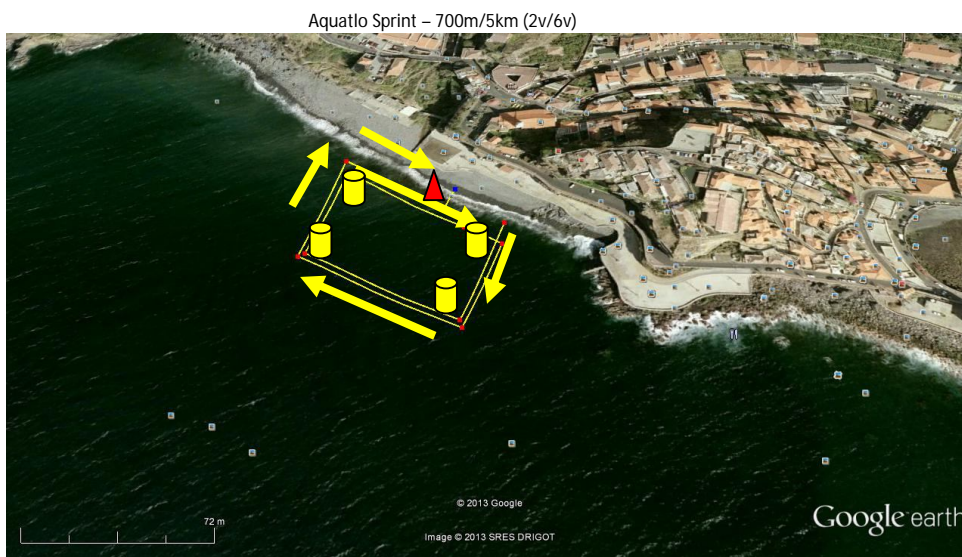 Aquatlo Sprint – 700m/5km (2v/6v)
© 2013 Google
72 m
Image © 2013 SRES DRIGOT
Google earth